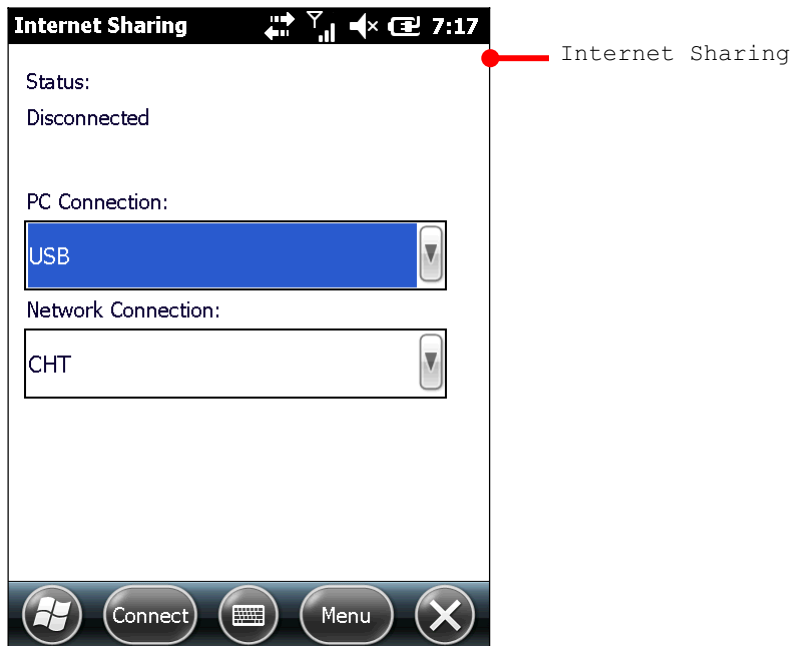 Internet Sharing 7:17
Internet Sharing
Status:
Disconnected
PC Connection:
USB
Network Connection:
CHT
Connect Menu